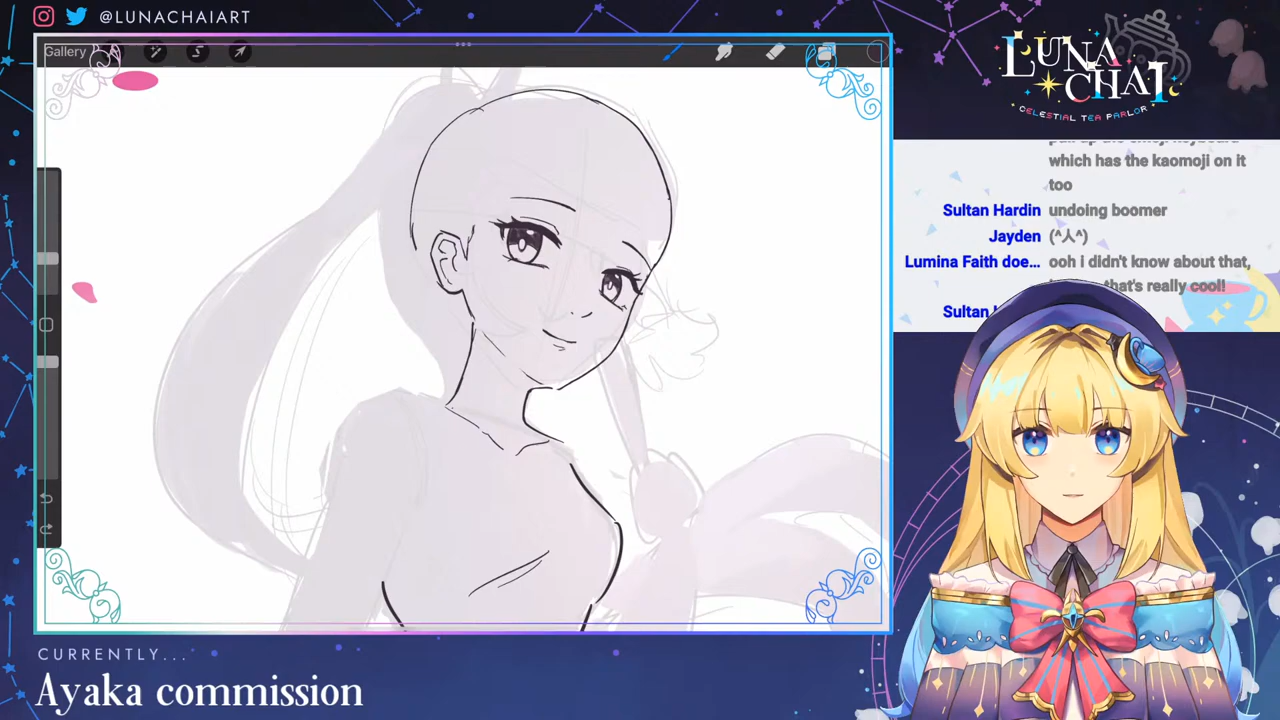 @LUNACHAIART
Gallery
LUNA
CHAI
CELESTIAL TEA PARLOR
which has the kaomoji on it
too
Sultan Hardin undoing boomer
Jayden (^人^)
Lumina Faith doe... ooh i didn't know about that,
that's really cool!
Sultan
CURRENTLY...
Ayaka commission